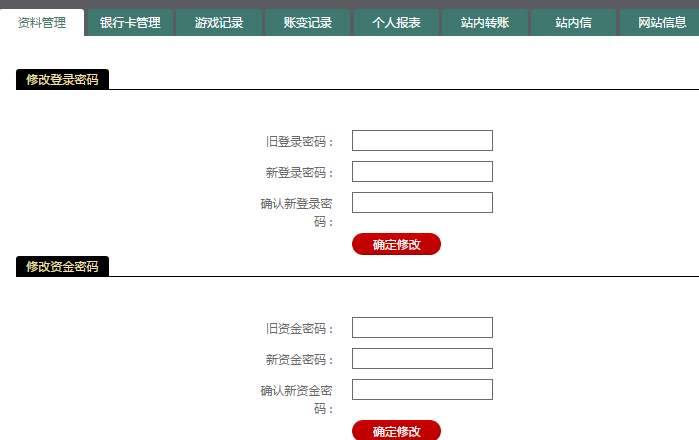 资料管理 银行卡管理 游戏记录 账变记录 个人报表 站内转账 站内信 网站信息
修改登录密码
旧登录密码：
新登录密码：
确认新登录密
码：
确定修改
修改资金密码
旧资金密码：
新资金密码：
确认新资金密
码：
确定修改